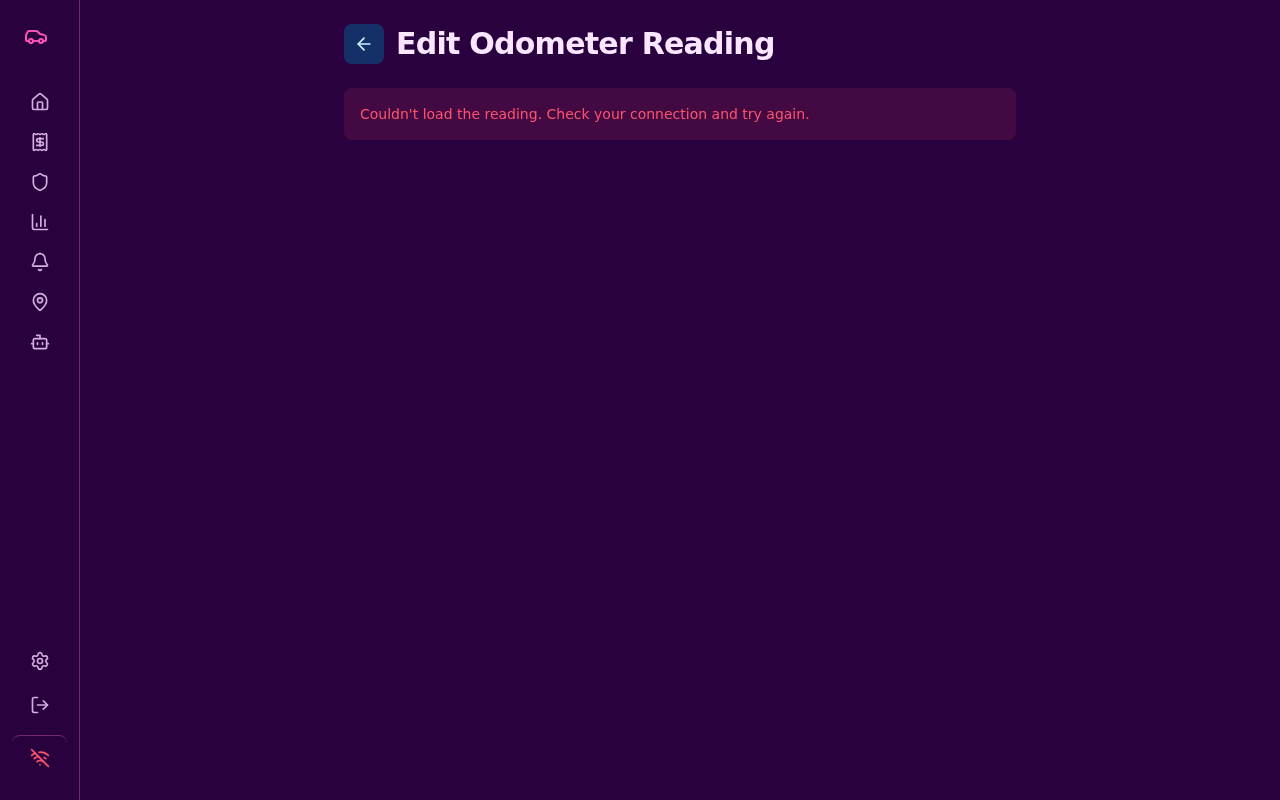 Edit Odometer Reading
Couldn't load the reading. Check your connection and try again.